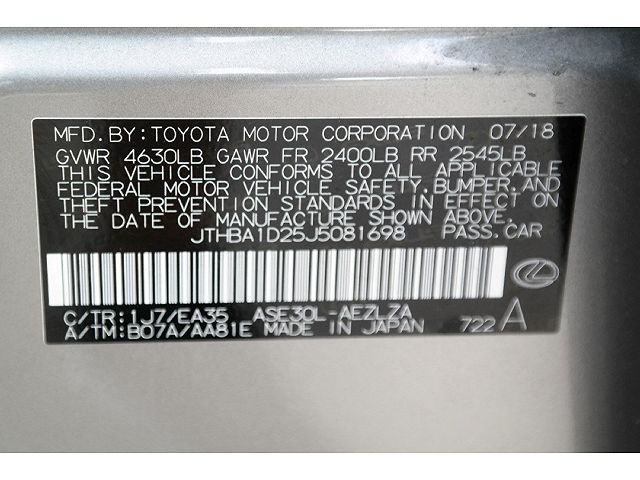 MFD. BY: TOYOTA MOTOR CORPORATION 07/18
GVWR 4630LB GAWR FR 2400LB RR 2545LB
THIS VEHICLE CONFORMS TO ALL APPLICABLE
FEDERAL MOTOR VEHICLE SAFETY, BUMPER, AND
THEFT PREVENTION STANDARDS IN EFFECT ON
THE DATE OF MANUFACTURE SHOWN ABOVE.
JTHBA1D25J5081698 PASS. CAR
C/TR: 1J7/EA35 ASE30L-AEZLZA
A/TM: B07A/AA81E MADE IN JAPAN 722 A